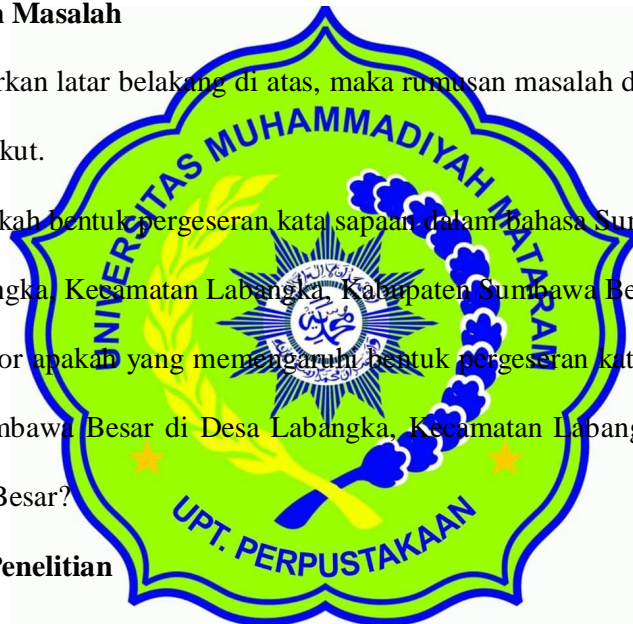 Masalah
rkan latar belakang di atas, maka rumusan masalah d
kut.
kah bentuk pergeseran kata sapaan dalam bahasa Su
ngka, Kecamatan Labangka, Kabupaten Sumbawa Be
or apakah yang memengaruhi bentuk pergeseran kat
mbawa Besar di Desa Labangka, Kecamatan Labang
Besar?
Penelitian
UNIVERSITAS MUHAMMADIYAH MATARAM
UPT. PERPUSTAKAAN